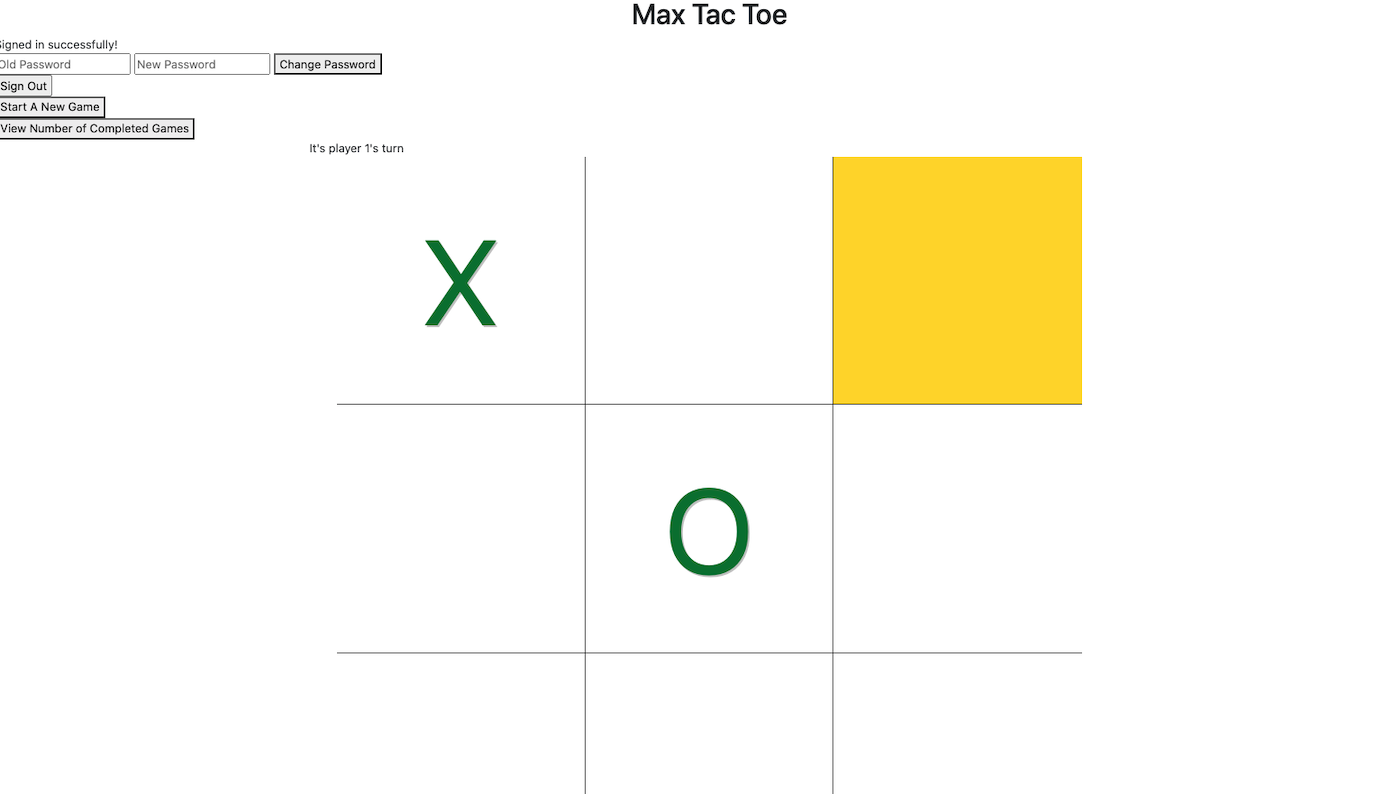 Max Tac Toe
Signed in successfully!
Old Password New Password Change Password
Sign Out
Start A New Game
View Number of Completed Games
It's player 1's turn
X
O